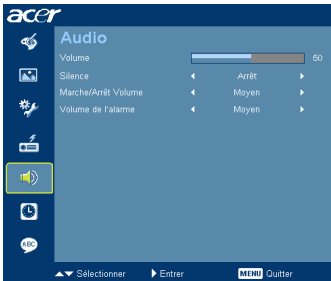 acer
Audio
Volume 50
Silence Arrêt
Marche/Arrêt Volume Moyen
Volume de l'alarme Moyen
ABC
Sélectionner Entrer MENU Quitter